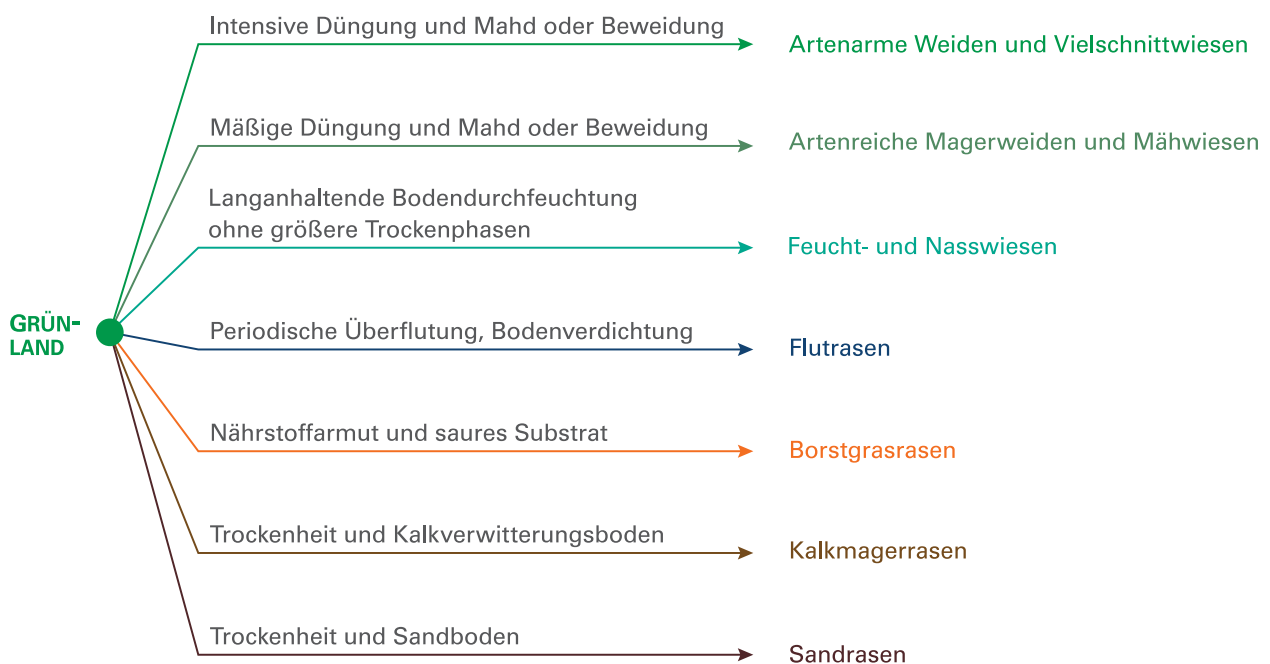 Intensive Düngung und Mahd oder Beweidung
Artenarme Weiden und Vielschnittwiesen
Mäßige Düngung und Mahd oder Beweidung
Artenreiche Magerweiden und Mähwiesen
Langanhaltende Bodendurchfeuchtung
ohne größere Trockenphasen
Feucht- und Nasswiesen
GRÜN-
LAND
Periodische Überflutung, Bodenverdichtung
Flutrasen
Nährstoffarmut und saures Substrat
Borstgrasrasen
Trockenheit und Kalkverwitterungsboden
Kalkmagerrasen
Trockenheit und Sandboden
Sandrasen